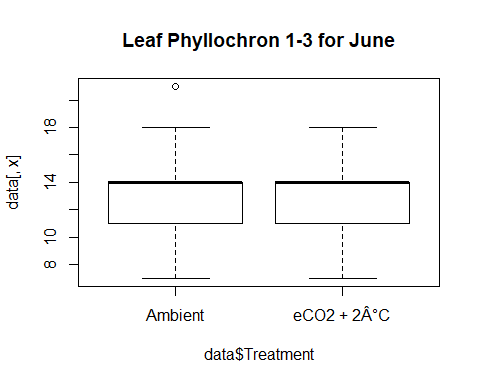 Leaf Phyllochron 1-3 for June
data[, x]
18
14
10
8
Ambient
eCO2 + 2Â°C
data$Treatment